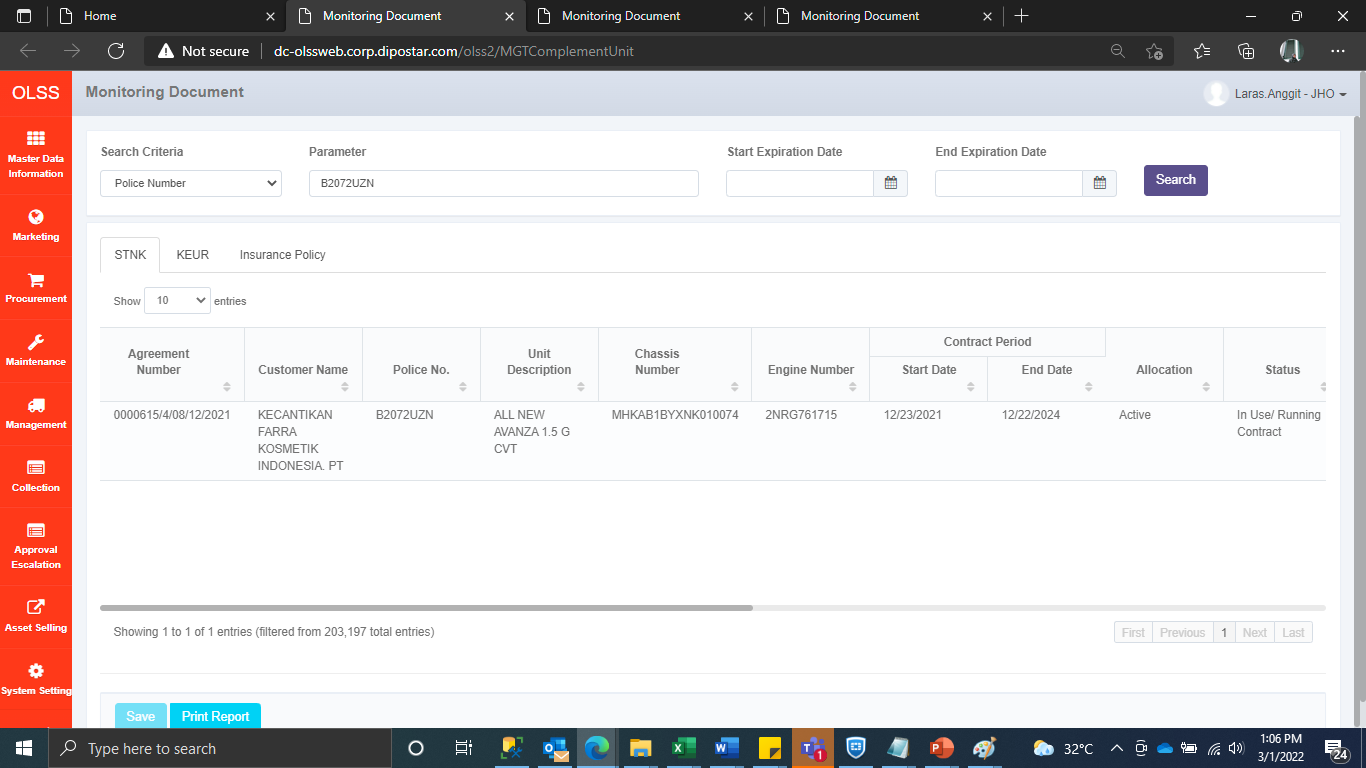 Home
Monitoring Document
Monitoring Document
Monitoring Document
Not secure
dc-olssweb.corp.dipostar.com/olss2/MGTComplementUnit
OLSS
Monitoring Document
Laras.Anggit - JHO
Master Data
Information
Marketing
Procurement
Maintenance
Management
Collection
Approval
Escalation
Asset Selling
System Setting
Search Criteria
Parameter
Start Expiration Date
End Expiration Date
Police Number
B2072UZN
Search
STNK
KEUR
Insurance Policy
Show 10 entries
Agreement
Number
Customer Name
Police No.
Unit
Description
Chassis
Number
Engine Number
Contract Period
Start Date
End Date
Allocation
Status
0000615/4/08/12/2021
KECANTIKAN
FARRA
KOSMETIK
INDONESIA. PT
B2072UZN
ALL NEW
AVANZA 1.5 G
CVT
MHKAB1BYXNK010074
2NRG761715
12/23/2021
12/22/2024
Active
In Use/ Running
Contract
Showing 1 to 1 of 1 entries (filtered from 203,197 total entries)
First Previous 1 Next Last
Save
Print Report
Type here to search
1
32°C
1:06 PM
3/1/2022
24